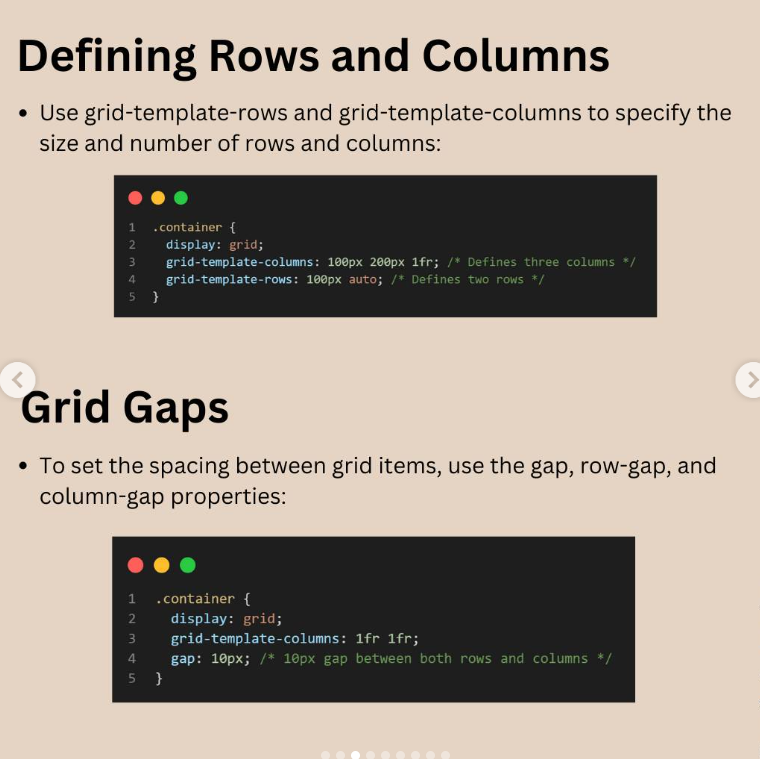 Defining Rows and Columns
• Use grid-template-rows and grid-template-columns to specify the
size and number of rows and columns:
1 .container {
2 display: grid;
3 grid-template-columns: 100px 200px 1fr; /* Defines three columns */
4 grid-template-rows: 100px auto; /* Defines two rows */
5 }
Grid Gaps
• To set the spacing between grid items, use the gap, row-gap, and
column-gap properties:
1 .container {
2 display: grid;
3 grid-template-columns: 1fr 1fr;
4 gap: 10px; /* 10px gap between both rows and columns */
5 }